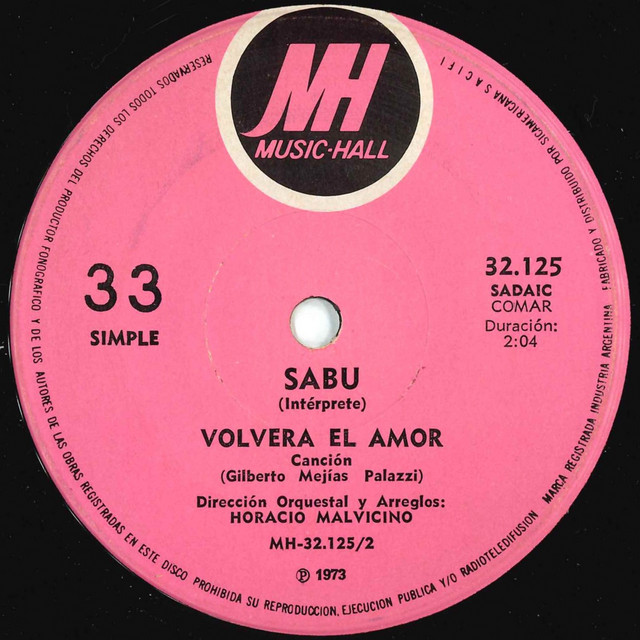 MH
MUSIC-HALL
33
SIMPLE
32.125
SADAIC
COMAR
Duración:
2:04
SABU
(Intérprete)
VOLVERA EL AMOR
Canción
(Gilberto Mejías Palazzi)
Dirección Orquestal y Arreglos:
HORACIO MALVICINO
MH-32.125/2
Ⓟ 1973
RESERVADOS TODOS LOS DERECHOS DEL PRODUCTOR FONOGRAFICO Y DE LOS AUTORES DE LAS OBRAS REGISTRADAS EN ESTE DISCO PROHIBIDA SU REPRODUCCION, EJECUCION PUBLICA Y/O RADIOTELEDIFUSION
MARCA REGISTRADA INDUSTRIA ARGENTINA FABRICADO Y DISTRIBUIDO POR SICAMERICANA S A C I F I